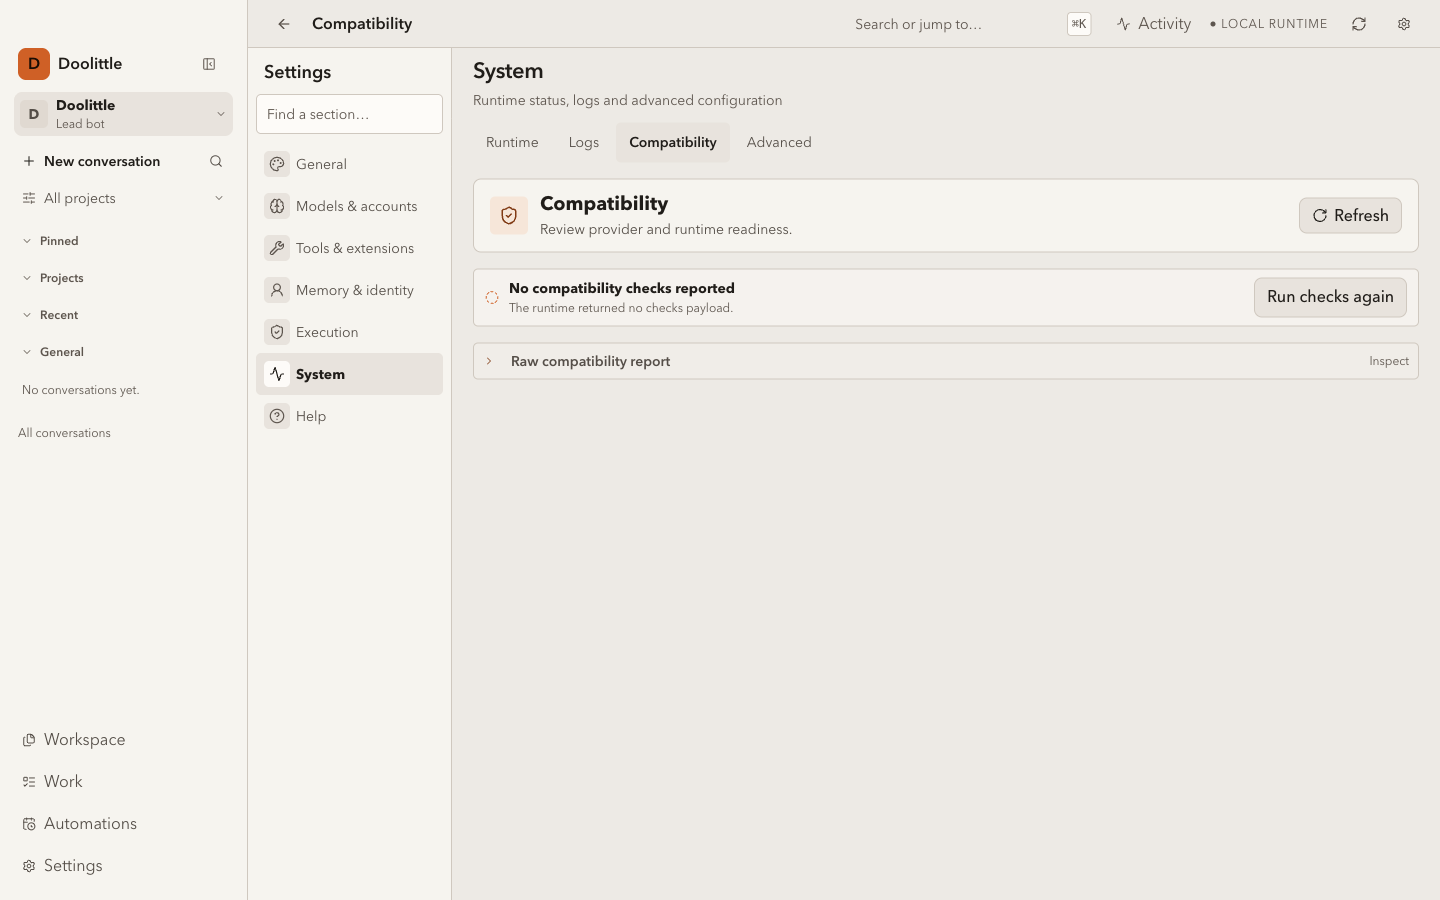 D Doolittle
D Doolittle
Lead bot
New conversation
All projects
Pinned
Projects
Recent
General
No conversations yet.
All conversations
Workspace
Work
Automations
Settings
Compatibility
Search or jump to…
⌘K
Activity
LOCAL RUNTIME
Settings
Find a section…
General
Models & accounts
Tools & extensions
Memory & identity
Execution
System
Help
System
Runtime status, logs and advanced configuration
Runtime
Logs
Compatibility
Advanced
Compatibility
Review provider and runtime readiness.
Refresh
No compatibility checks reported
The runtime returned no checks payload.
Run checks again
Raw compatibility report
Inspect